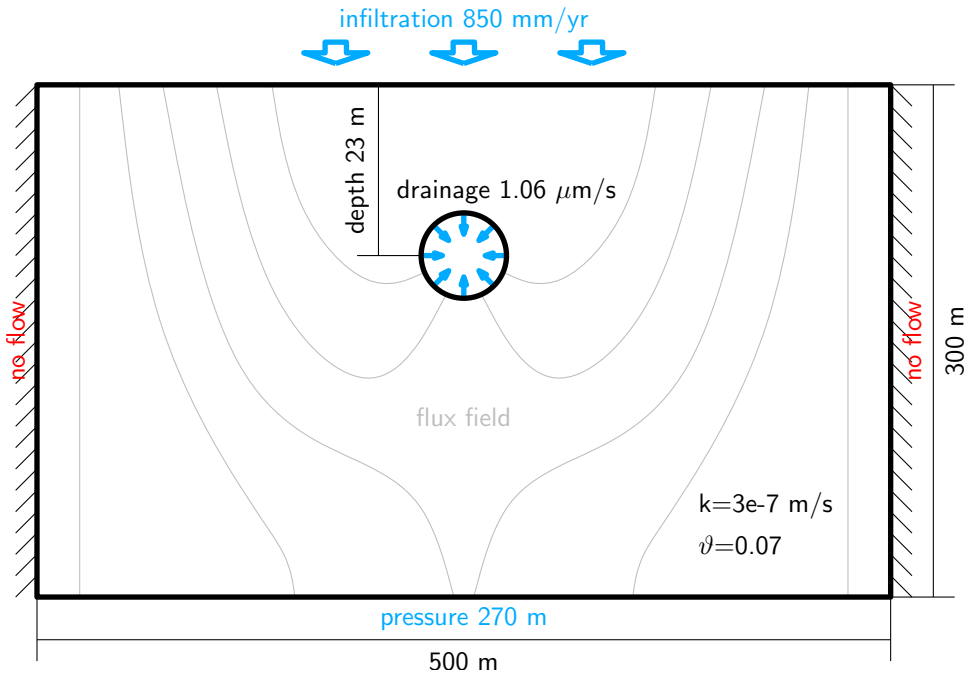 infiltration 850 mm/yr
depth 23 m
drainage 1.06 μm/s
no flow
no flow
300 m
flux field
k=3e-7 m/s
ϑ=0.07
pressure 270 m
500 m